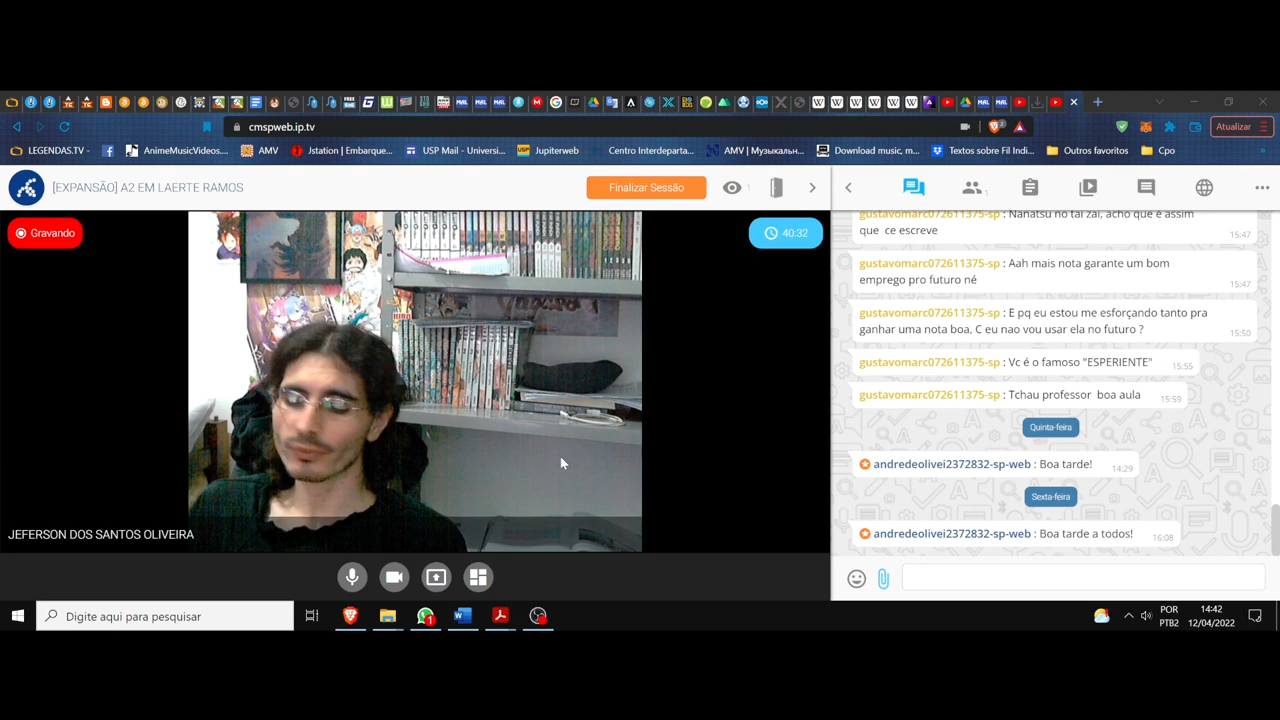 cmspweb.ip.tv
Atualizar
LEGENDAS.TV -
AnimeMusicVideos...
AMV
Jstation | Embarque...
USP Mail - Universi...
Jupiterweb
Centro Interdeparta...
AMV | Музыкальн...
Download music, m...
Textos sobre Fil Indi...
Outros favoritos
Cpo
[EXPANSÃO] A2 EM LAERTE RAMOS
Finalizar Sessão
1
1
Gravando
40:32
JEFERSON DOS SANTOS OLIVEIRA
gustavomarc072611375-sp : Nanatsu no tai zai, acho que é assim
que ce escreve
15:47
gustavomarc072611375-sp : Aah mais nota garante um bom
emprego pro futuro né
15:47
gustavomarc072611375-sp : E pq eu estou me esforçando tanto pra
ganhar uma nota boa, C eu nao vou usar ela no futuro ?
15:50
gustavomarc072611375-sp : Vc é o famoso "ESPERIENTE"
15:55
gustavomarc072611375-sp : Tchau professor boa aula
15:59
Quinta-feira
andredeolivei2372832-sp-web : Boa tarde!
14:29
Sexta-feira
andredeolivei2372832-sp-web : Boa tarde a todos!
16:08
Digite aqui para pesquisar
1
POR
PTB2
14:42
12/04/2022